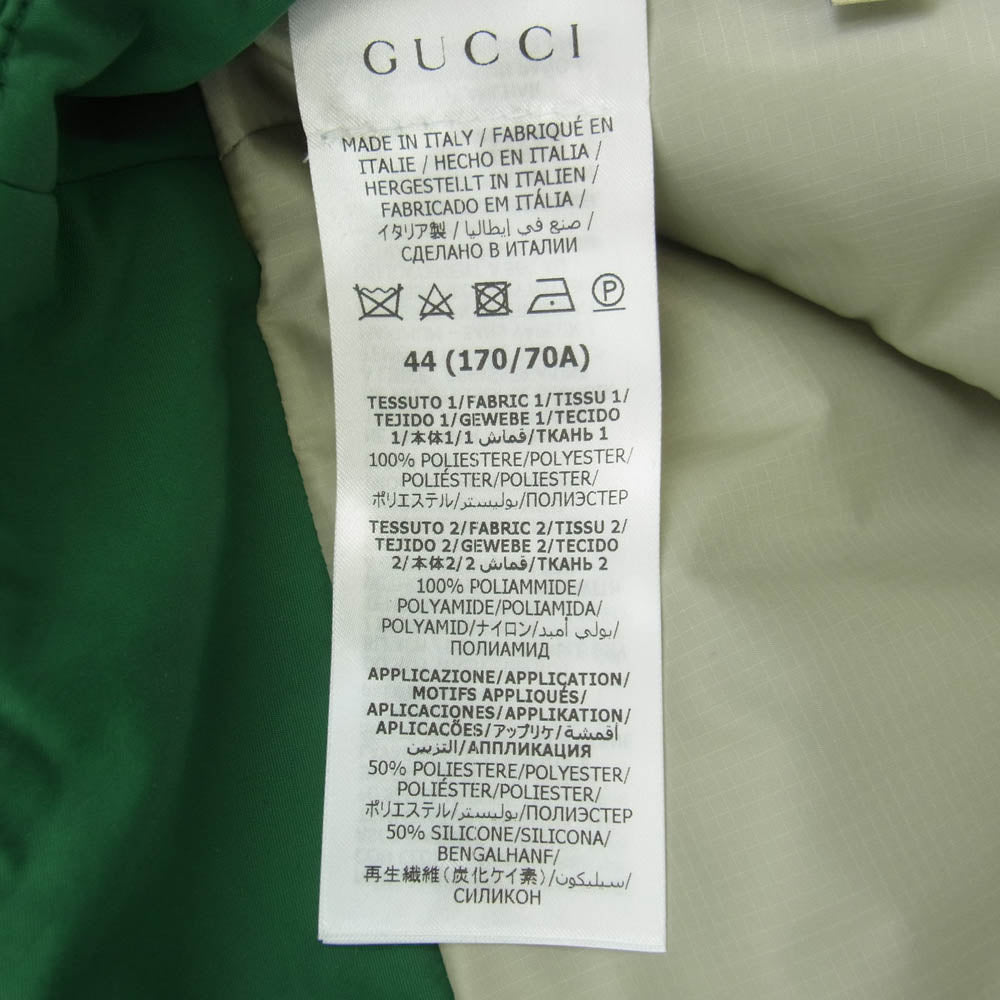 GUCCI
MADE IN ITALY / FABRIQUÉ EN
ITALIE / HECHO EN ITALIA /
HERGESTELLT IN ITALIEN /
FABRICADO EM ITÁLIA /
イタリア製 / صنع في إيطاليا /
СДЕЛАНО В ИТАЛИИ
P
44 (170/70A)
TESSUTO 1/FABRIC 1/TISSU 1/
TEJIDO 1/GEWEBE 1/TECIDO
1/本体1/1 قماش/ТКАНЬ 1
100% POLIESTERE/POLYESTER/
POLIÉSTER/POLIESTER/
ポリエステル/بوليستر/ПОЛИЭСТЕР
TESSUTO 2/FABRIC 2/TISSU 2/
TEJIDO 2/GEWEBE 2/TECIDO
2/本体2/2 قماش/ТКАНЬ 2
100% POLIAMMIDE/
POLYAMIDE/POLIAMIDA/
POLYAMID/ナイロン/بولي أميد/
ПОЛИАМИД
APPLICAZIONE/APPLICATION/
MOTIFS APPLIQUÉS/
APLICACIONES/APPLIKATION/
APLICACÕES/アップリケ/أقمشة
التزيين/АППЛИКАЦИЯ
50% POLIESTERE/POLYESTER/
POLIÉSTER/POLIESTER/
ポリエステル/بوليستر/ПОЛИЭСТЕР
50% SILICONE/SILICONA/
BENGALHANF/
再生繊維(炭化ケイ素)/سيليكون/
СИЛИКОН